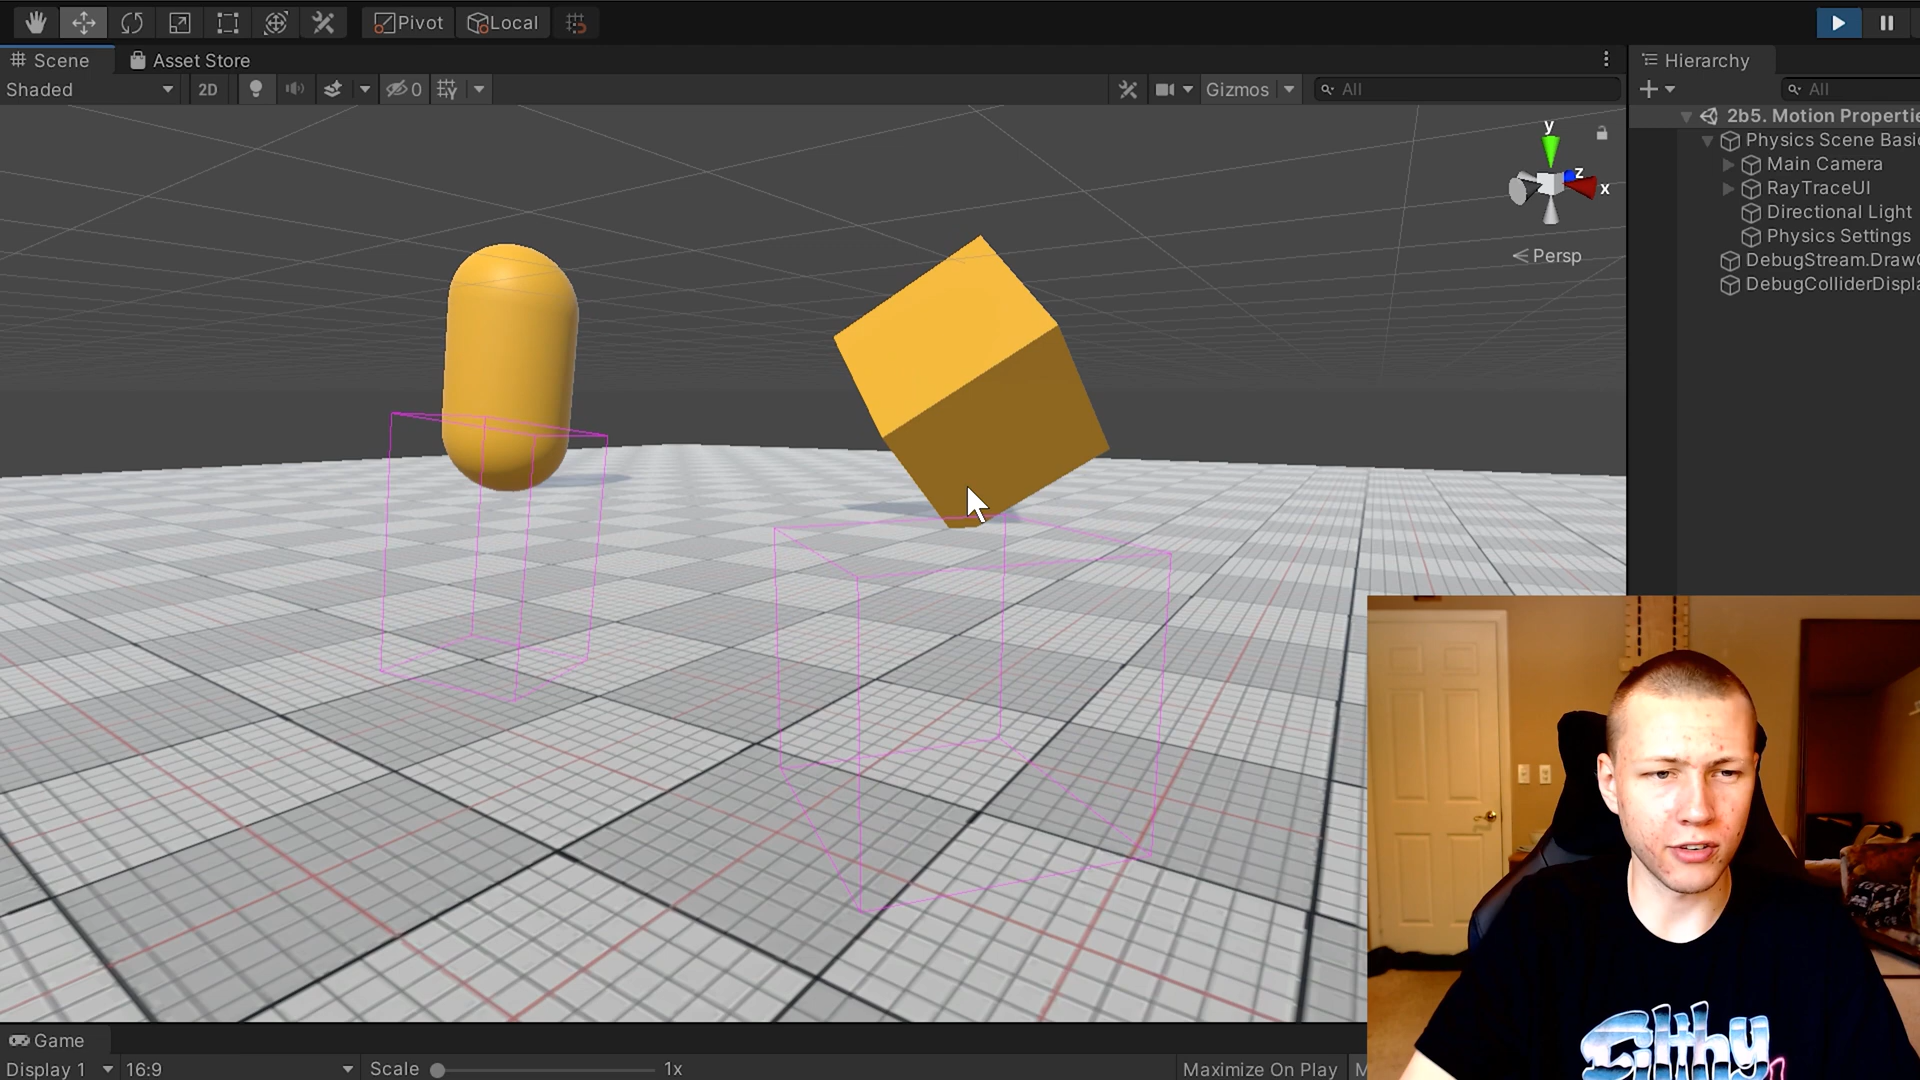 Pivot Local
Scene Asset Store
Shaded 2D 0 Gizmos All
Hierarchy
All
2b5. Motion Propertie
Physics Scene Basi
Main Camera
RayTraceUI
Directional Light
Physics Settings
DebugStream.Draw
DebugColliderDispla
y
z
x
Persp
Game
Display 1 16:9 Scale 1x Maximize On Play M
Filthy